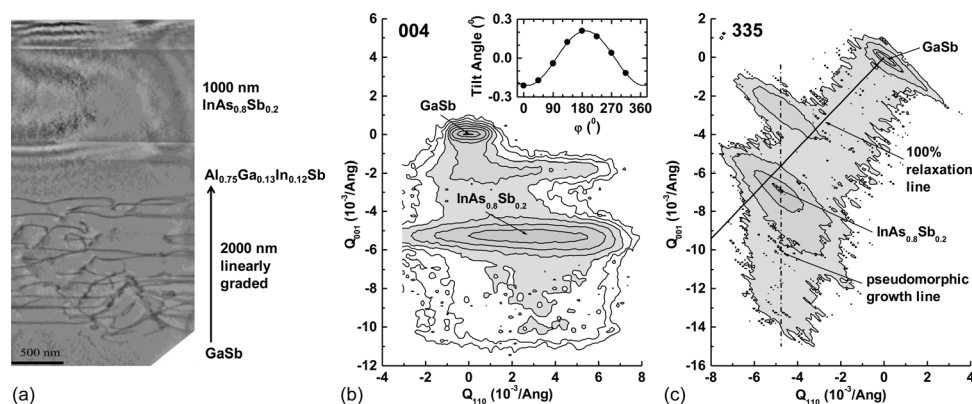 1000 nm
InAs0.8Sb0.2
Al0.75Ga0.13In0.12Sb
2000 nm
linearly
graded
GaSb
500 nm
(a)
004
Tilt Angle (⁰)
0.3
0.0
-0.3
0 90 180 270 360
φ (⁰)
GaSb
InAs0.8Sb0.2
Q001 (10⁻³/Ang)
6
4
2
0
-2
-4
-6
-8
-10
-12
-4 -2 0 2 4 6 8
Q110 (10⁻³/Ang)
(b)
335
GaSb
100%
relaxation
line
InAs0.8Sb0.2
pseudomorphic
growth line
Q001 (10⁻³/Ang)
6
4
2
0
-2
-4
-6
-8
-10
-12
-14
-16
-8 -6 -4 -2 0 2 4
Q110 (10⁻³/Ang)
(c)